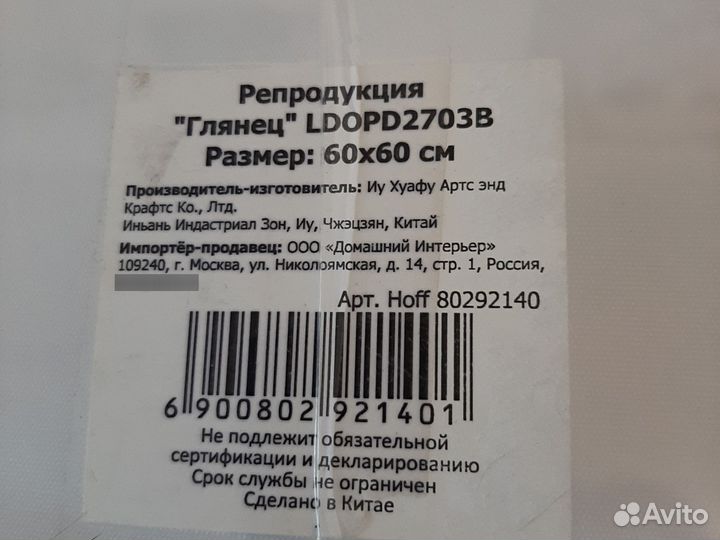 Репродукция
"Глянец" LDOPD2703B
Размер: 60x60 см
Производитель-изготовитель: Иу Хуафу Артс энд
Крафтс Ко., Лтд.
Иньань Индастриал Зон, Иу, Чжэцзян, Китай
Импортёр-продавец: ООО «Домашний Интерьер»
109240, г. Москва, ул. Николоямская, д. 14, стр. 1, Россия,
Арт. Hoff 80292140
6 900802 921401
Не подлежит обязательной
сертификации и декларированию
Срок службы не ограничен
Сделано в Китае
Avito